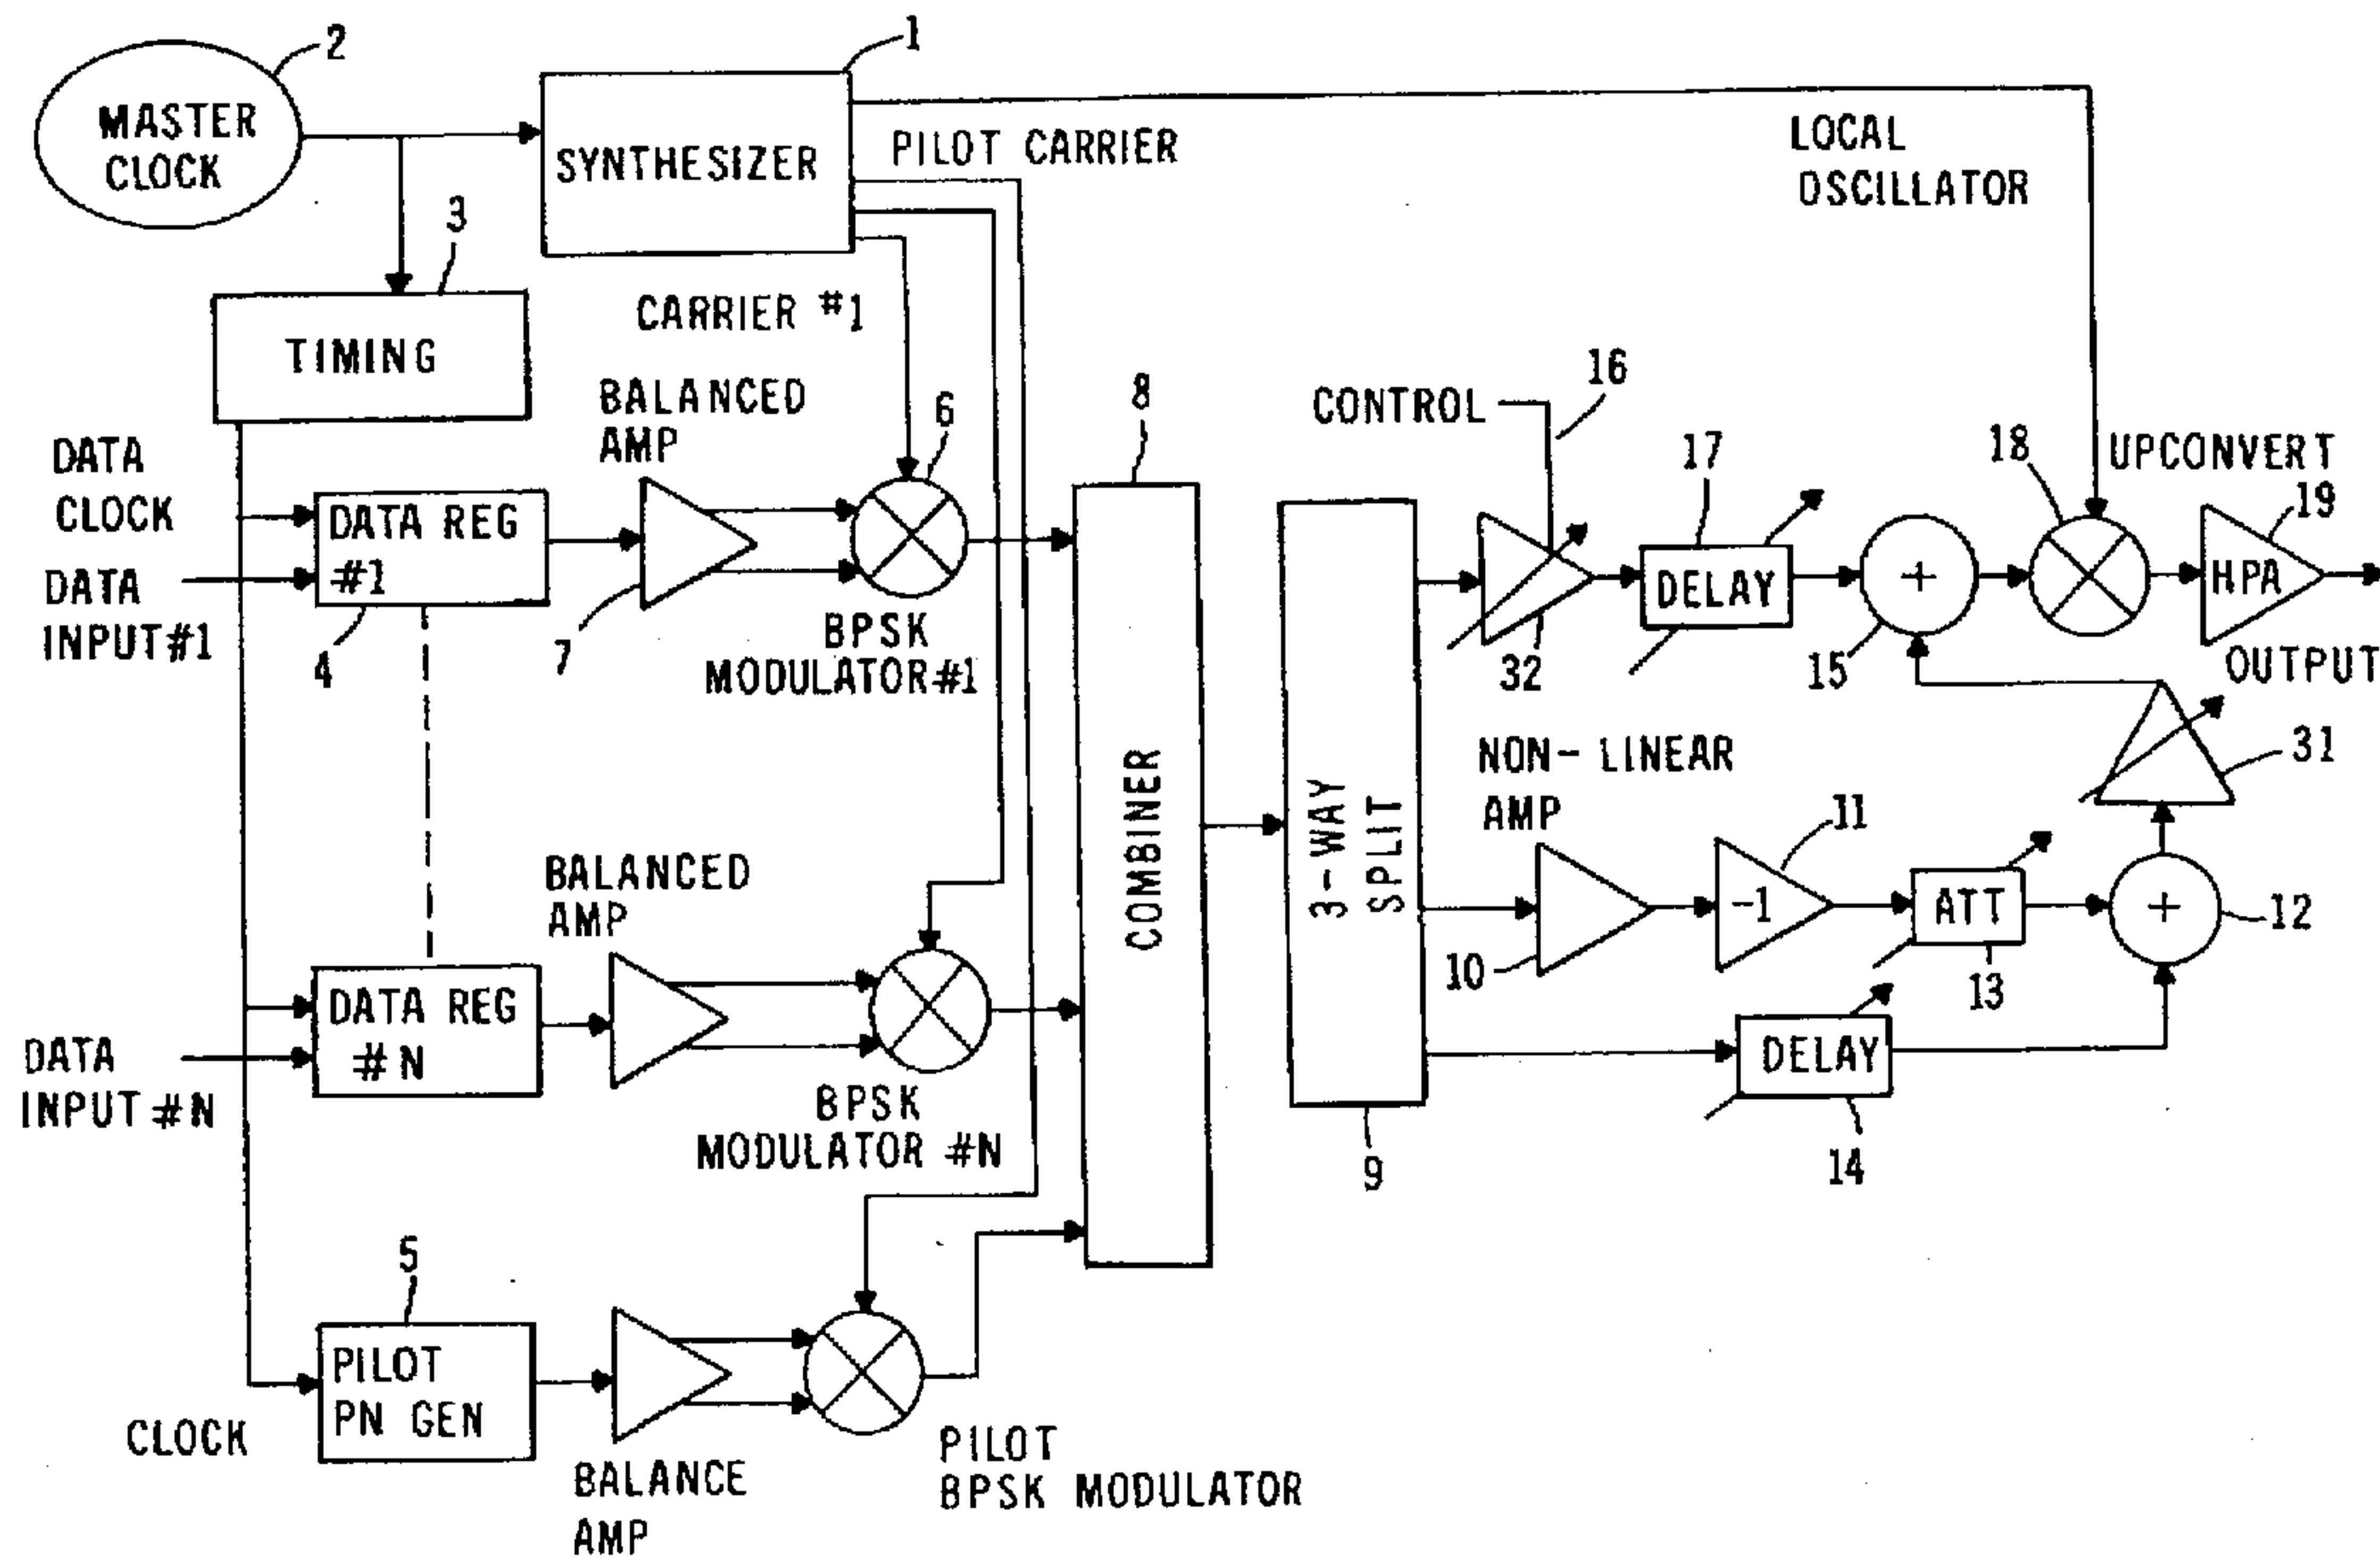 2
1
MASTER
CLOCK
SYNTHESIZER
PILOT CARRIER
LOCAL
OSCILLATOR
3
TIMING
CARRIER #1
BALANCED
AMP
6
8
CONTROL
16
17
18
UPCONVERT
19
DATA
CLOCK
DATA REG
#1
DATA
INPUT #1
4
7
BPSK
MODULATOR #1
DELAY
+
HPA
32
15
OUTPUT
COMBINER
3-WAY
SPLIT
NON-LINEAR
AMP
31
11
BALANCED
AMP
10
-1
ATT
13
+
12
DATA REG
#N
DATA
INPUT #N
BPSK
MODULATOR #N
DELAY
14
9
5
PILOT
PN GEN
CLOCK
BALANCE
AMP
PILOT
BPSK MODULATOR